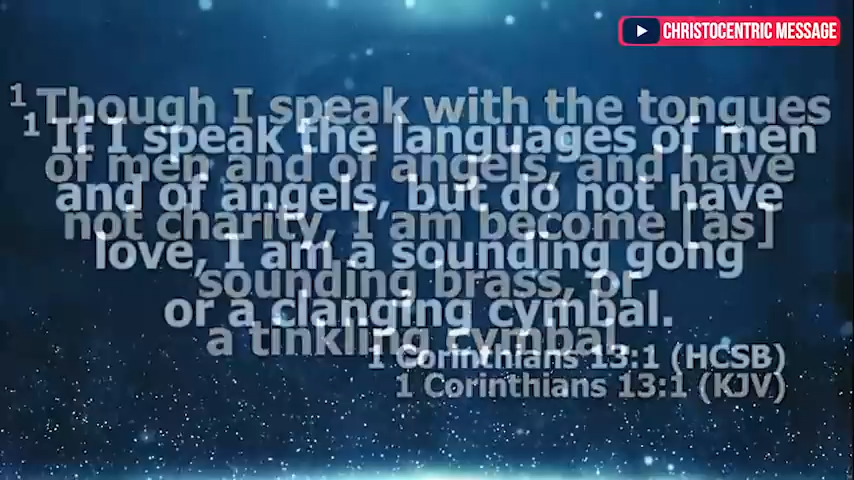 CHRISTOCENTRIC MESSAGE
1 Though I speak with the tongues
of men and of angels, and have
not charity, I am become [as]
sounding brass, or
a tinkling cymbal.
1 Corinthians 13:1 (KJV)
1 If I speak the languages of men
and of angels, but do not have
love, I am a sounding gong
or a clanging cymbal.
1 Corinthians 13:1 (HCSB)